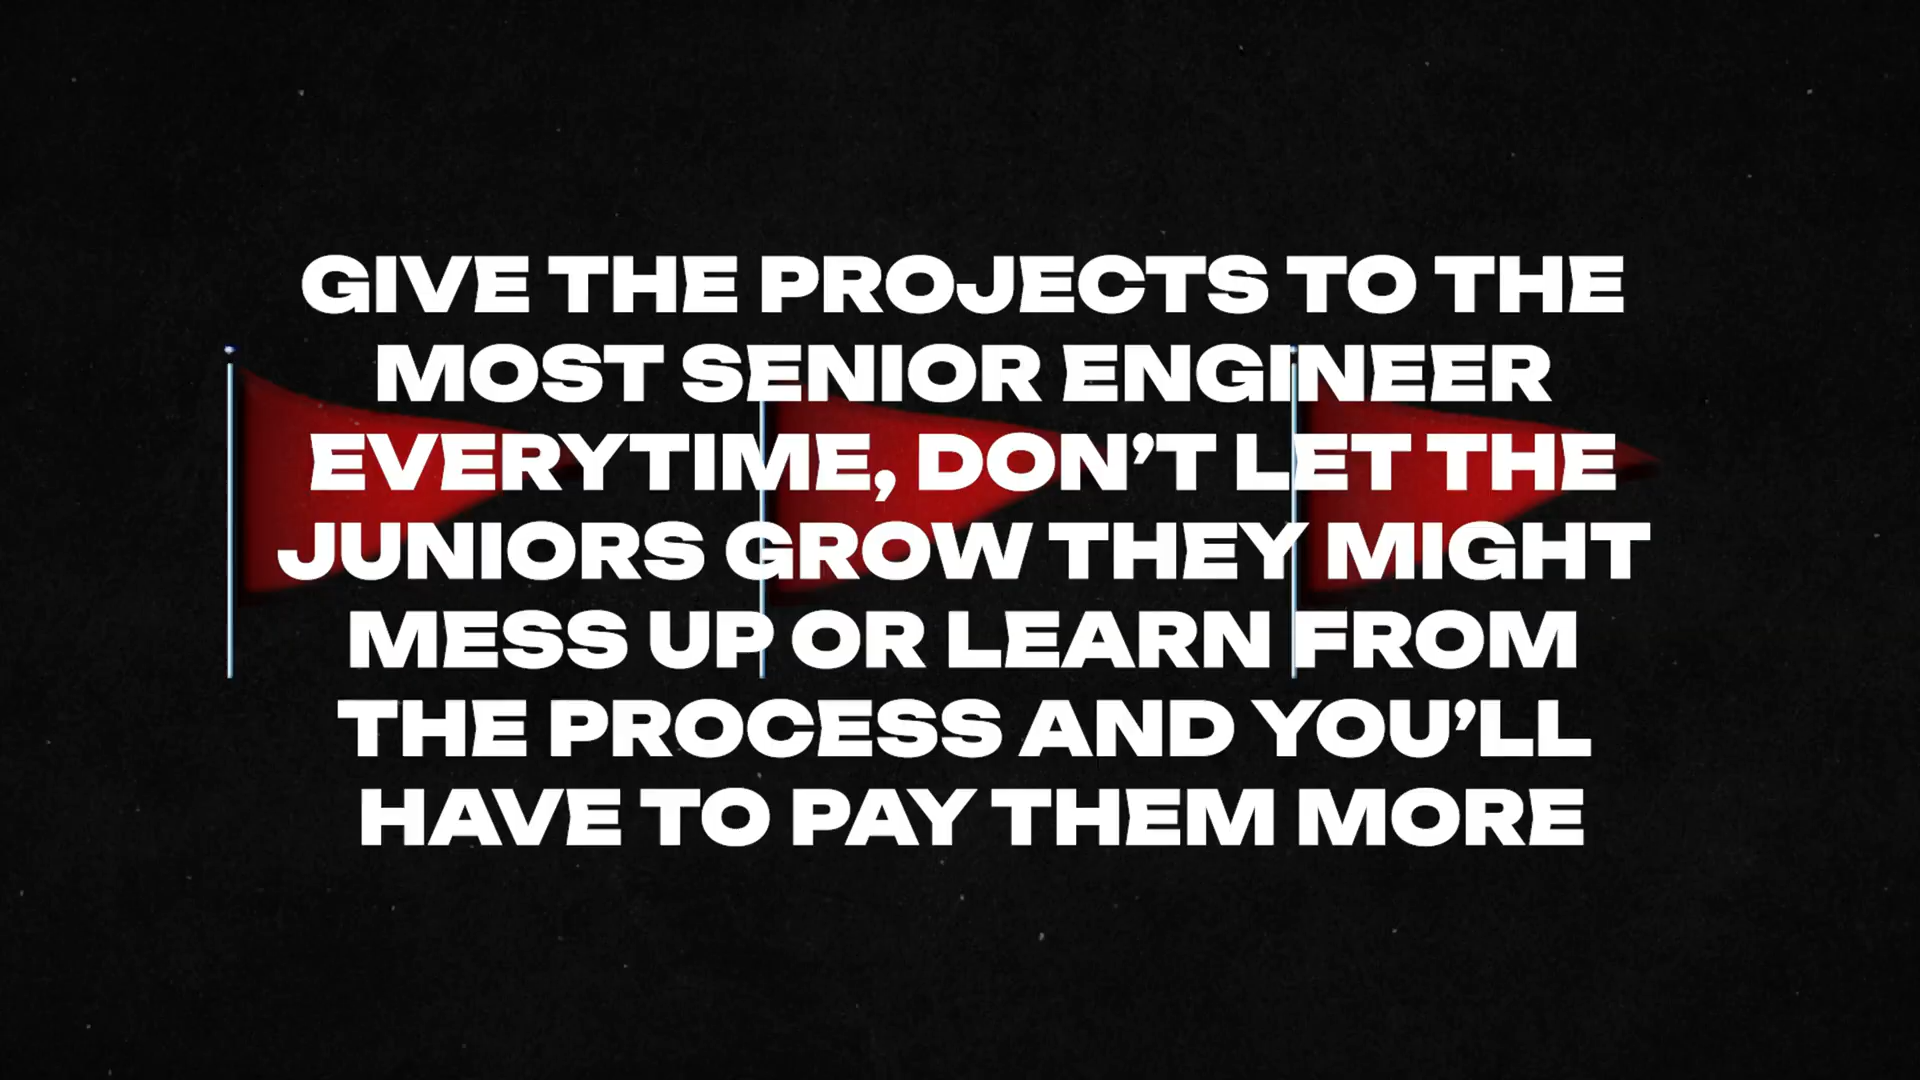 GIVE THE PROJECTS TO THE
MOST SENIOR ENGINEER
EVERYTIME, DON’T LET THE
JUNIORS GROW THEY MIGHT
MESS UP OR LEARN FROM
THE PROCESS AND YOU’LL
HAVE TO PAY THEM MORE